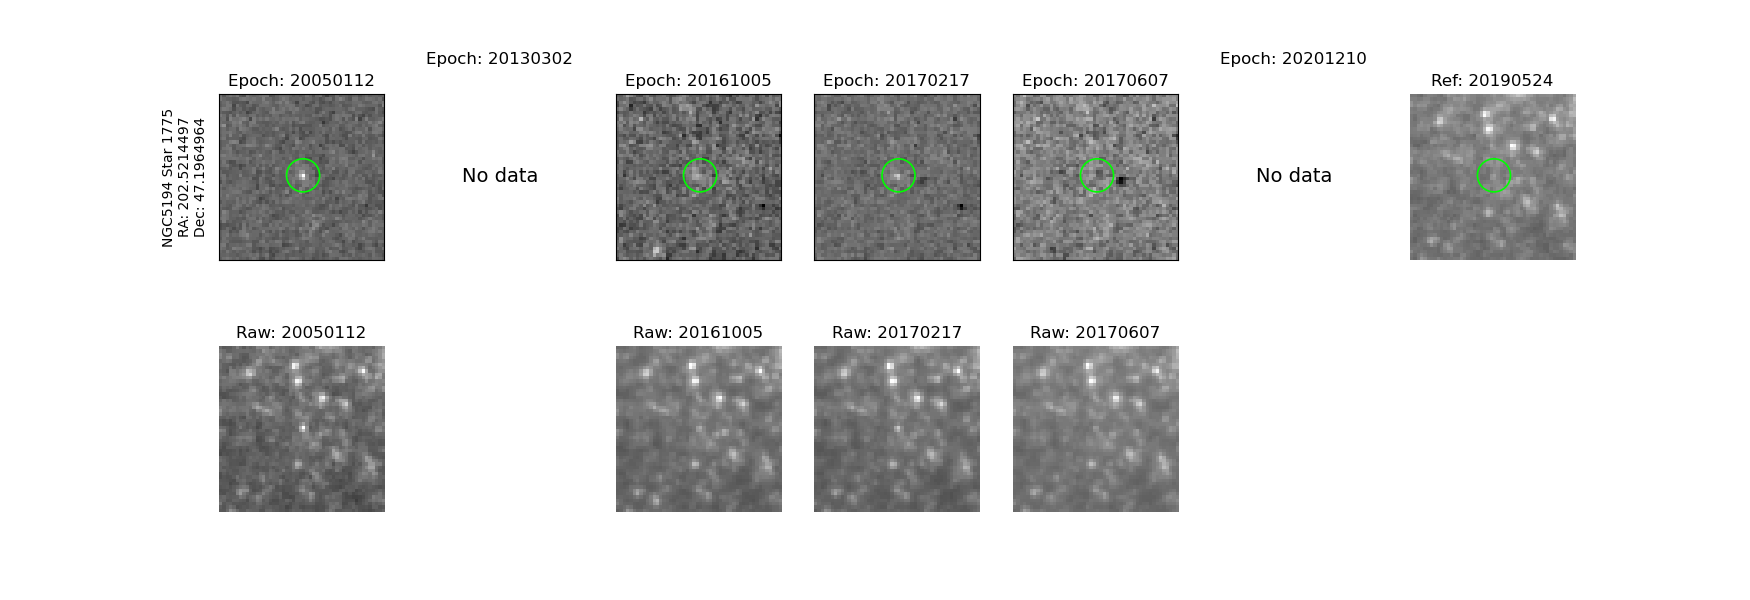 Epoch: 20130302
Epoch: 20201210
Epoch: 20050112
Epoch: 20161005
Epoch: 20170217
Epoch: 20170607
Ref: 20190524
NGC5194 Star 1775
RA: 202.5214497
Dec: 47.1964964
No data
No data
Raw: 20050112
Raw: 20161005
Raw: 20170217
Raw: 20170607